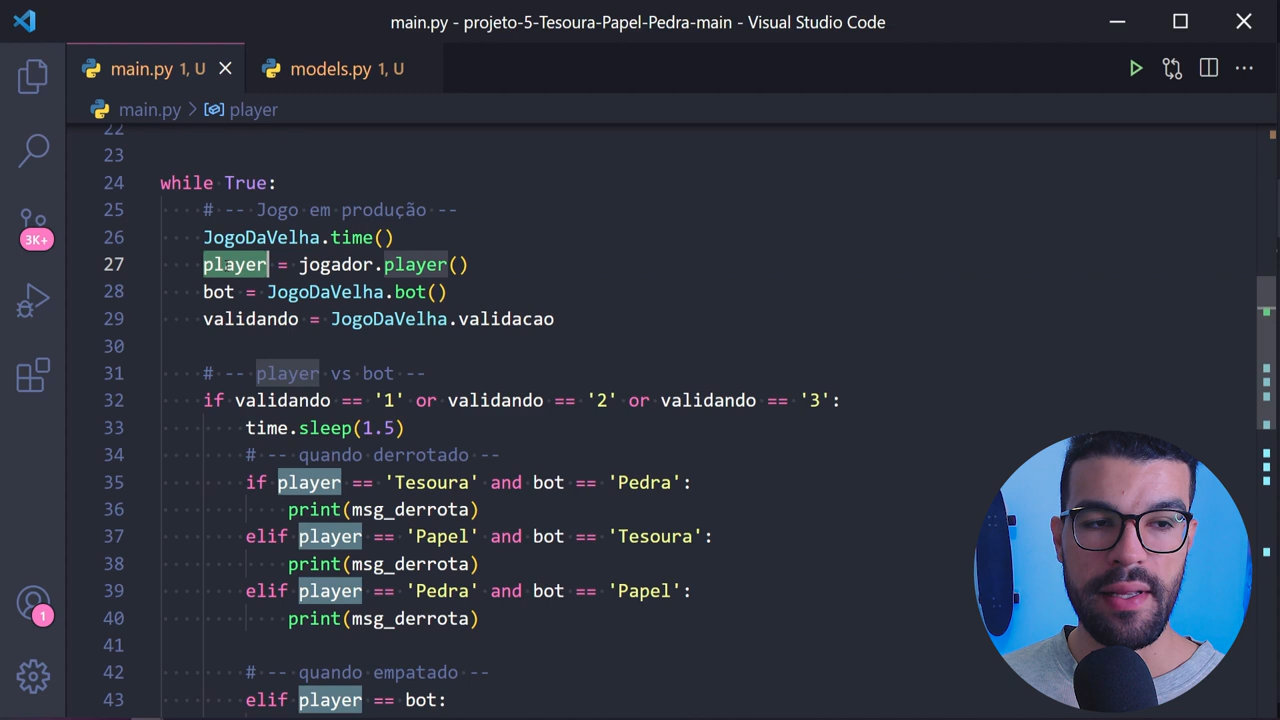 main.py - projeto-5-Tesoura-Papel-Pedra-main - Visual Studio Code
main.py 1, U
models.py 1, U
main.py > player
22
23
24 while True:
25 # -- Jogo em produção --
26 JogoDaVelha.time()
27 player = jogador.player()
28 bot = JogoDaVelha.bot()
29 validando = JogoDaVelha.validacao
30
31 # -- player vs bot --
32 if validando == '1' or validando == '2' or validando == '3':
33 time.sleep(1.5)
34 # -- quando derrotado --
35 if player == 'Tesoura' and bot == 'Pedra':
36 print(msg_derrota)
37 elif player == 'Papel' and bot == 'Tesoura':
38 print(msg_derrota)
39 elif player == 'Pedra' and bot == 'Papel':
40 print(msg_derrota)
41
42 # -- quando empatado --
43 elif player == bot:
3K+
1